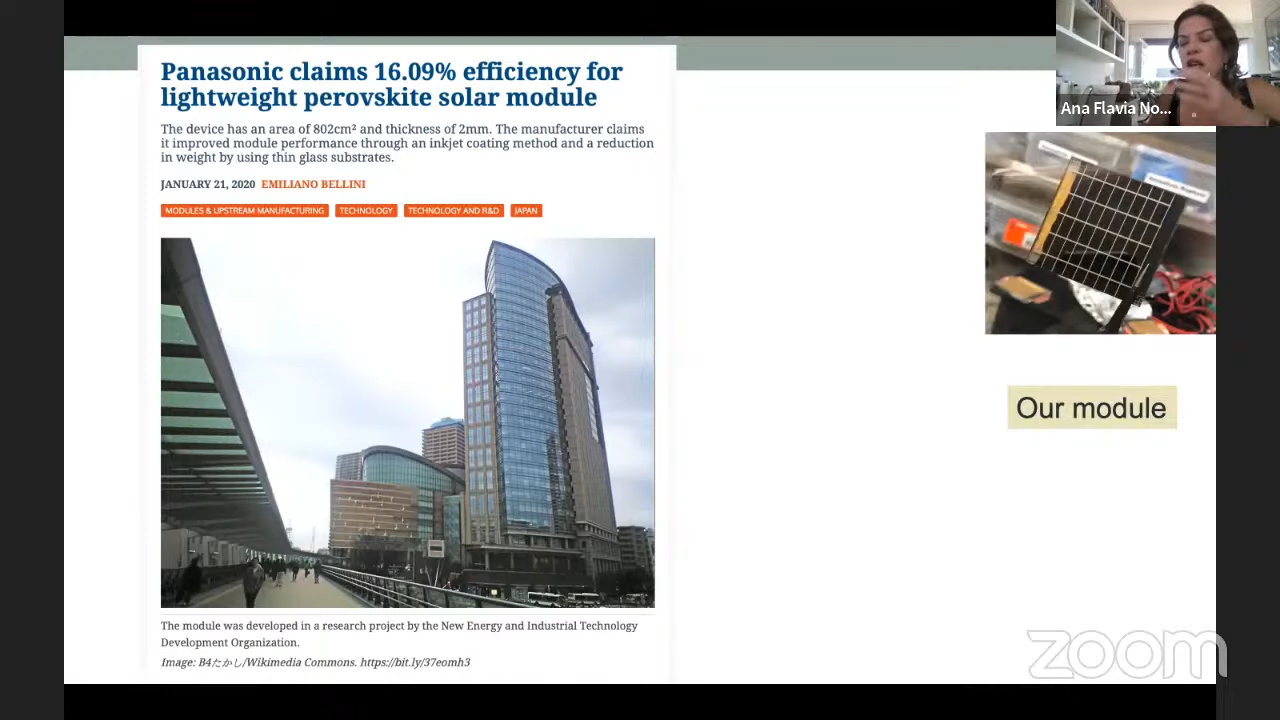 Panasonic claims 16.09% efficiency for
lightweight perovskite solar module
The device has an area of 802cm² and thickness of 2mm. The manufacturer claims
it improved module performance through an inkjet coating method and a reduction
in weight by using thin glass substrates.
JANUARY 21, 2020 EMILIANO BELLINI
MODULES & UPSTREAM MANUFACTURING TECHNOLOGY TECHNOLOGY AND R&D JAPAN
The module was developed in a research project by the New Energy and Industrial Technology
Development Organization.
Image: B4たかし/Wikimedia Commons. https://bit.ly/37eomh3
Ana Flavia No...
Our module
zoom